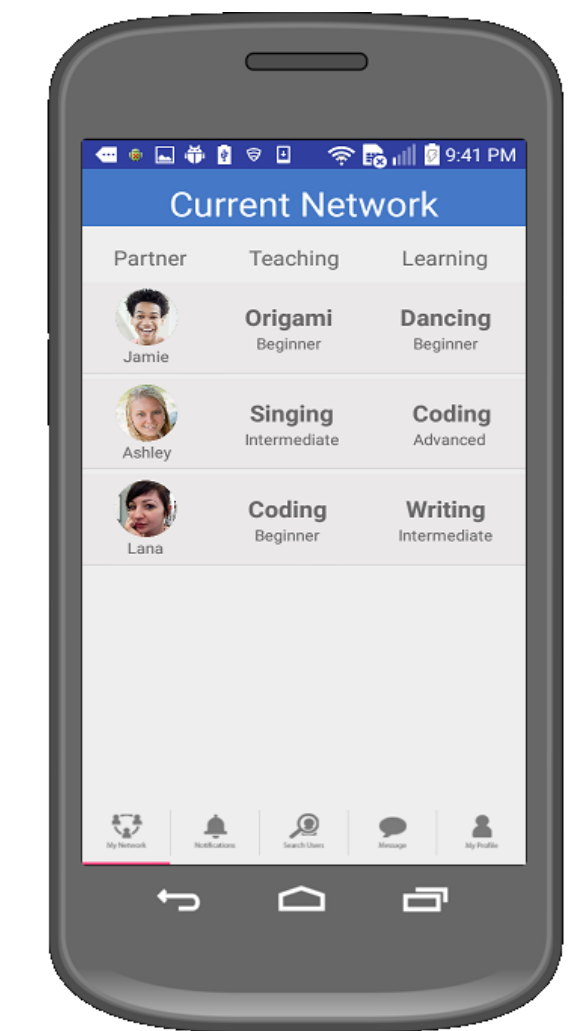 9:41 PM
Current Network
Partner Teaching Learning
Origami Dancing
Jamie Beginner Beginner
Singing Coding
Ashley Intermediate Advanced
Coding Writing
Lana Beginner Intermediate
My Network Notifications Search Users Message My Profile